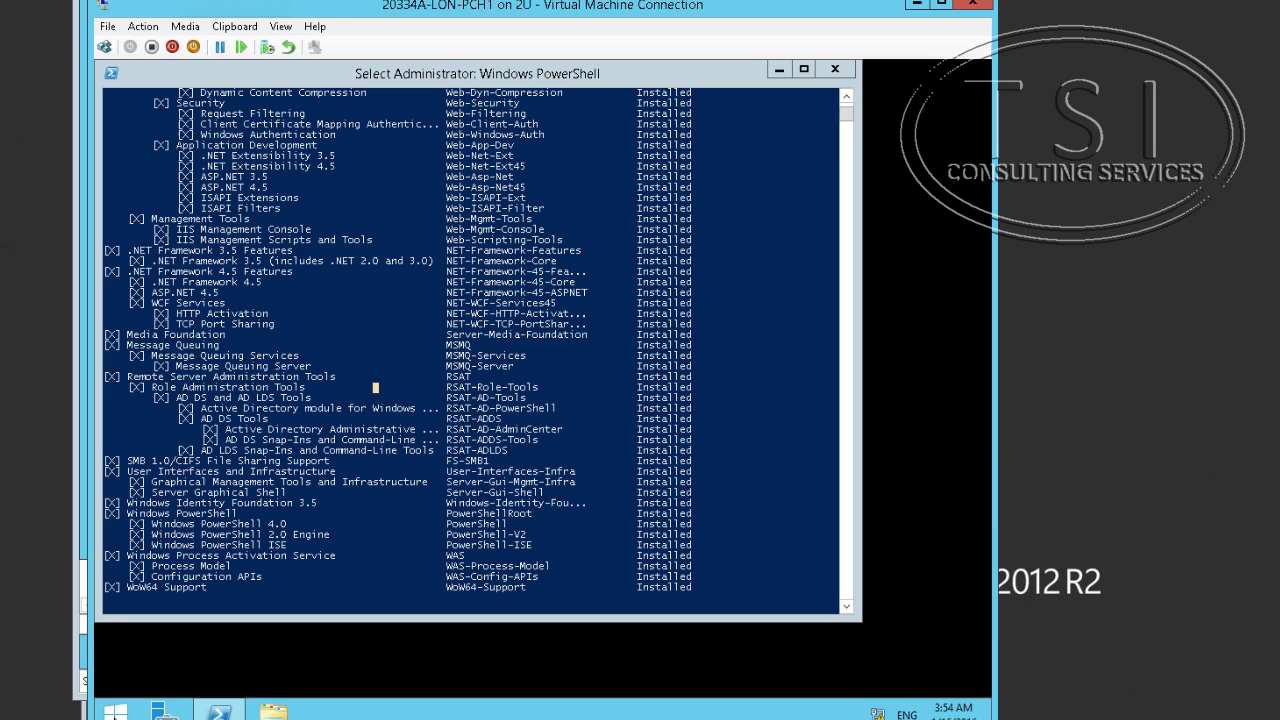 20334A-LON-PCH1 on 2U - Virtual Machine Connection
File Action Media Clipboard View Help
Select Administrator: Windows PowerShell
[X] Dynamic Content Compression Web-Dyn-Compression Installed
[X] Security Web-Security Installed
[X] Request Filtering Web-Filtering Installed
[X] Client Certificate Mapping Authentic... Web-Client-Auth Installed
[X] Windows Authentication Web-Windows-Auth Installed
[X] Application Development Web-App-Dev Installed
[X] .NET Extensibility 3.5 Web-Net-Ext Installed
[X] .NET Extensibility 4.5 Web-Net-Ext45 Installed
[X] ASP.NET 3.5 Web-Asp-Net Installed
[X] ASP.NET 4.5 Web-Asp-Net45 Installed
[X] ISAPI Extensions Web-ISAPI-Ext Installed
[X] ISAPI Filters Web-ISAPI-Filter Installed
[X] Management Tools Web-Mgmt-Tools Installed
[X] IIS Management Console Web-Mgmt-Console Installed
[X] IIS Management Scripts and Tools Web-Scripting-Tools Installed
[X] .NET Framework 3.5 Features NET-Framework-Features Installed
[X] .NET Framework 3.5 (includes .NET 2.0 and 3.0) NET-Framework-Core Installed
[X] .NET Framework 4.5 Features NET-Framework-45-Fea... Installed
[X] .NET Framework 4.5 NET-Framework-45-Core Installed
[X] ASP.NET 4.5 NET-Framework-45-ASPNET Installed
[X] WCF Services NET-WCF-Services45 Installed
[X] HTTP Activation NET-WCF-HTTP-Activat... Installed
[X] TCP Port Sharing NET-WCF-TCP-PortShar... Installed
[X] Media Foundation Server-Media-Foundation Installed
[X] Message Queuing MSMQ Installed
[X] Message Queuing Services MSMQ-Services Installed
[X] Message Queuing Server MSMQ-Server Installed
[X] Remote Server Administration Tools RSAT Installed
[X] Role Administration Tools RSAT-Role-Tools Installed
[X] AD DS and AD LDS Tools RSAT-AD-Tools Installed
[X] Active Directory module for Windows ... RSAT-AD-PowerShell Installed
[X] AD DS Tools RSAT-ADDS Installed
[X] Active Directory Administrative ... RSAT-AD-AdminCenter Installed
[X] AD DS Snap-Ins and Command-Line ... RSAT-ADDS-Tools Installed
[X] AD LDS Snap-Ins and Command-Line Tools RSAT-ADLDS Installed
[X] SMB 1.0/CIFS File Sharing Support FS-SMB1 Installed
[X] User Interfaces and Infrastructure User-Interfaces-Infra Installed
[X] Graphical Management Tools and Infrastructure Server-Gui-Mgmt-Infra Installed
[X] Server Graphical Shell Server-Gui-Shell Installed
[X] Windows Identity Foundation 3.5 Windows-Identity-Fou... Installed
[X] Windows PowerShell PowerShellRoot Installed
[X] Windows PowerShell 4.0 PowerShell Installed
[X] Windows PowerShell 2.0 Engine PowerShell-V2 Installed
[X] Windows PowerShell ISE PowerShell-ISE Installed
[X] Windows Process Activation Service WAS Installed
[X] Process Model WAS-Process-Model Installed
[X] Configuration APIs WAS-Config-APIs Installed
[X] WoW64 Support WoW64-Support Installed
TSI
CONSULTING SERVICES
2012 R2
ENG
3:54 AM